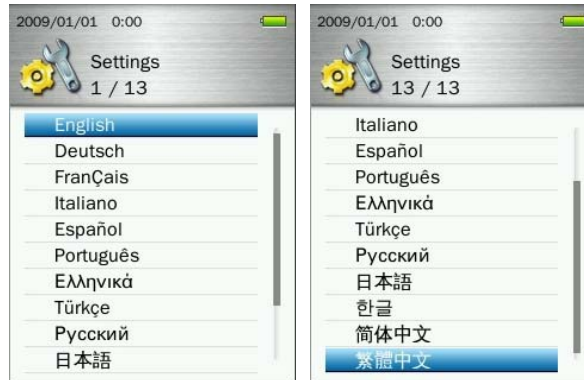 2009/01/01 0:00
Settings
1 / 13
English
Deutsch
FranÇais
Italiano
Español
Português
Ελληνικά
Türkçe
Русский
日本語
2009/01/01 0:00
Settings
13 / 13
Italiano
Español
Português
Ελληνικά
Türkçe
Русский
日本語
한글
简体中文
繁體中文